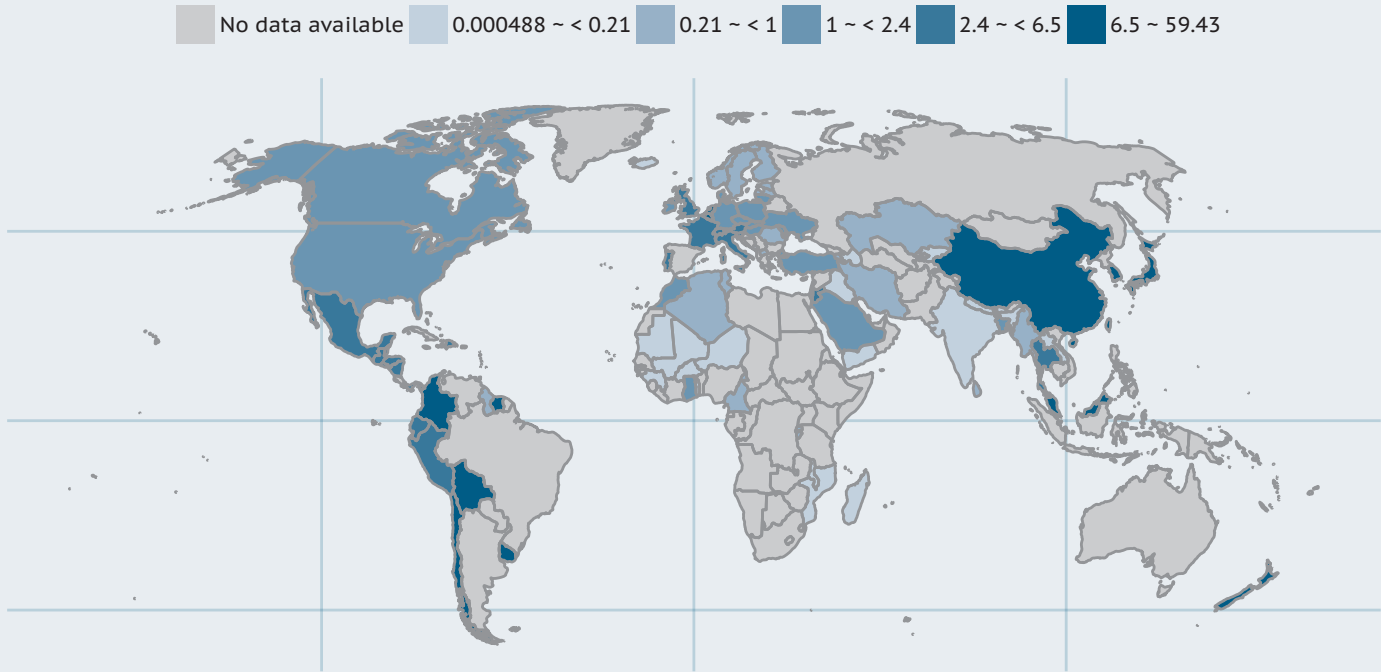 No data available 0.000488 ~ < 0.21 0.21 ~ < 1 1 ~ < 2.4 2.4 ~ < 6.5 6.5 ~ 59.43